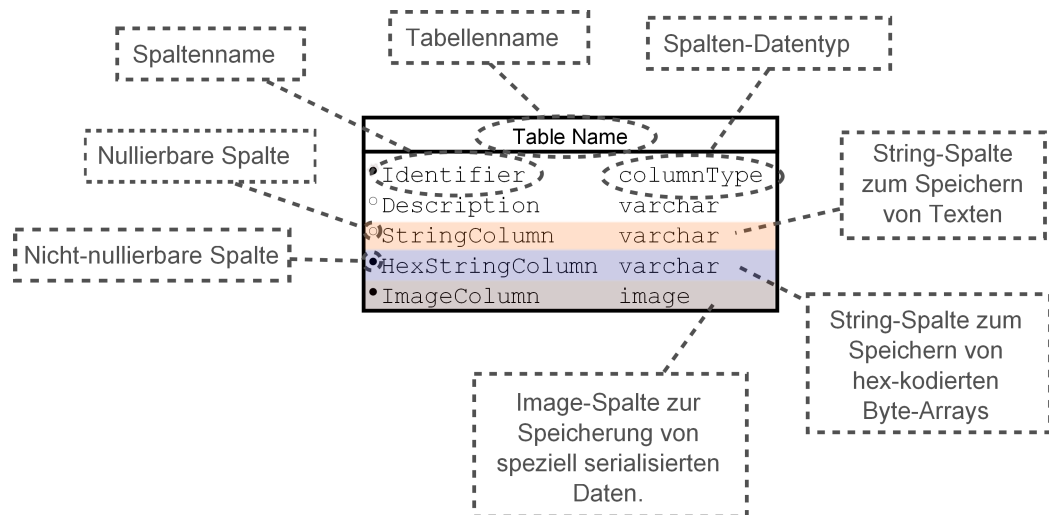 Spaltenname
Tabellenname
Spalten-Datentyp
Table Name
Nullierbare Spalte
Nicht-nullierbare Spalte
Identifier columnType
Description varchar
StringColumn varchar
HexStringColumn varchar
ImageColumn image
String-Spalte
zum Speichern
von Texten
String-Spalte zum
Speichern von
hex-kodierten
Byte-Arrays
Image-Spalte zur
Speicherung von
speziell serialisierten
Daten.